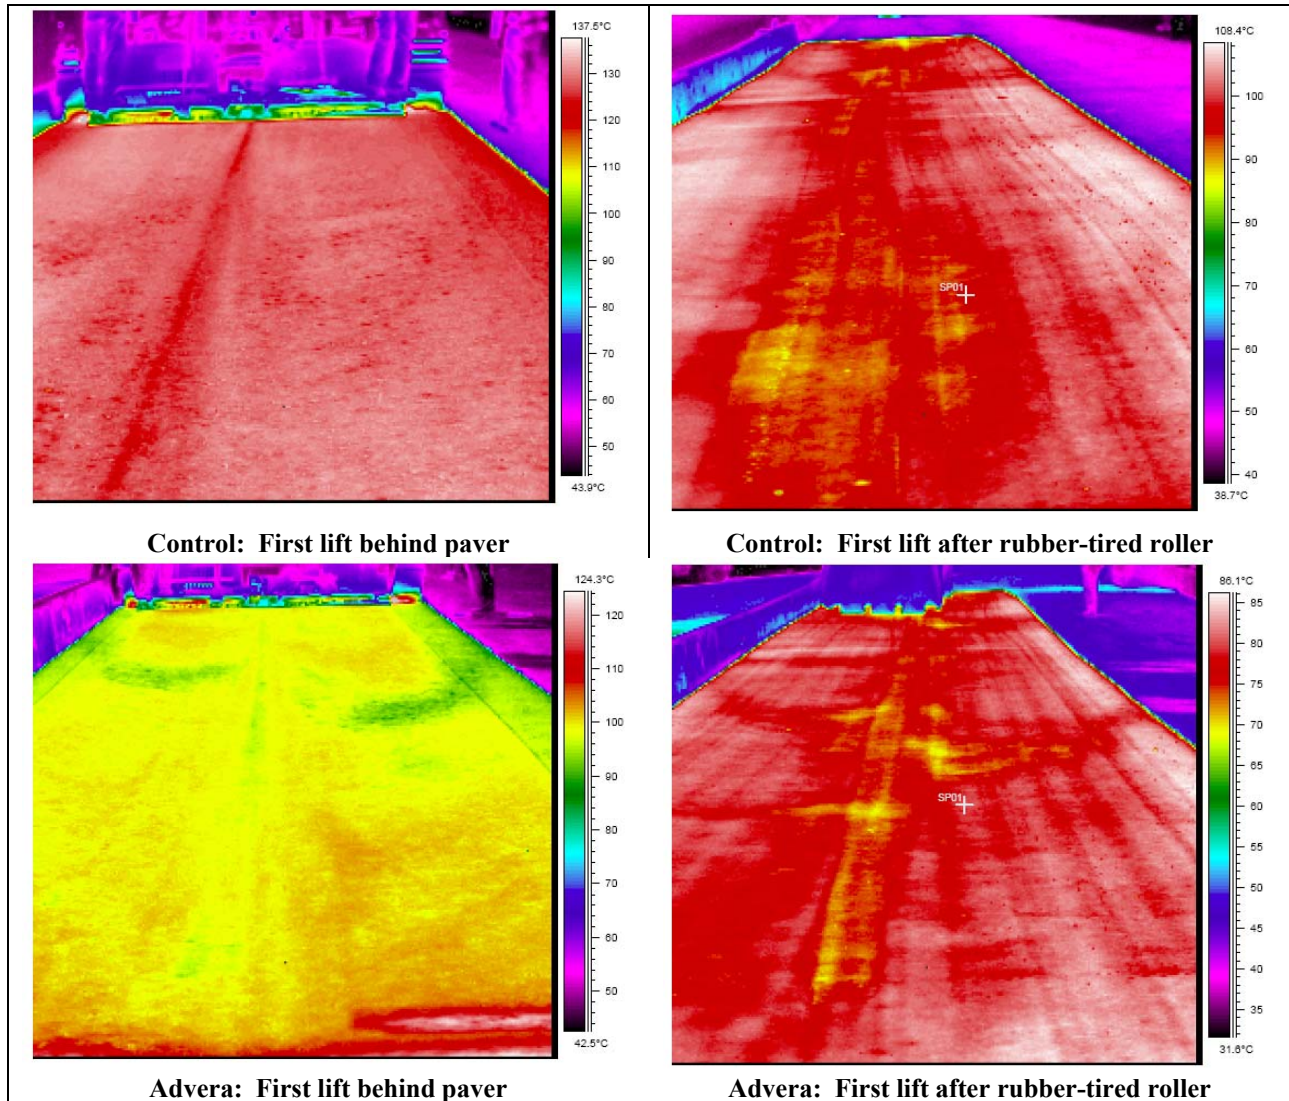 137.5°C
130
120
110
100
90
80
70
60
50
43.9°C
Control: First lift behind paver
108.4°C
100
90
80
70
60
50
40
38.7°C
SP01
Control: First lift after rubber-tired roller
124.3°C
120
110
100
90
80
70
60
50
42.5°C
Advera: First lift behind paver
86.1°C
85
80
75
70
65
60
55
50
45
40
35
31.6°C
SP01
Advera: First lift after rubber-tired roller